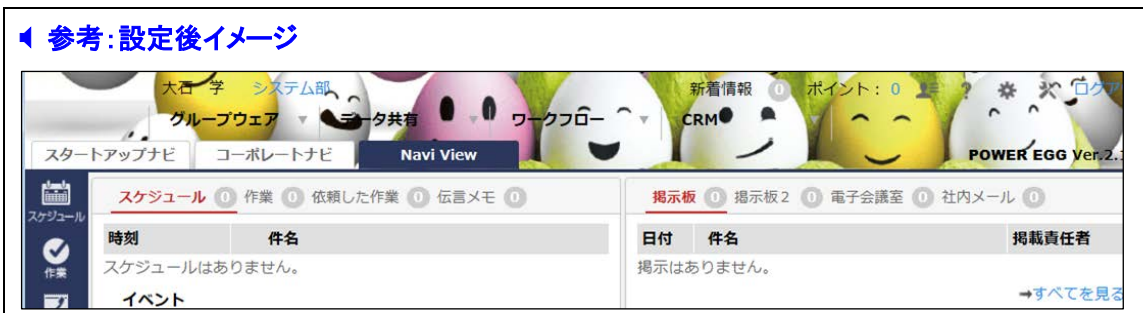 参考：設定後イメージ
大石 学 システム部 新着情報 0 ポイント： 0 ? ログア
グループウェア データ共有 ワークフロー CRM
スタートアップナビ コーポレートナビ Navi View POWER EGG Ver.2.
スケジュール 0 作業 0 依頼した作業 0 伝言メモ 0 掲示板 0 掲示板２ 0 電子会議室 0 社内メール 0
スケジュール
時刻 件名 日付 件名 掲載責任者
作業
スケジュールはありません。 掲示はありません。
イベント →すべてを見る